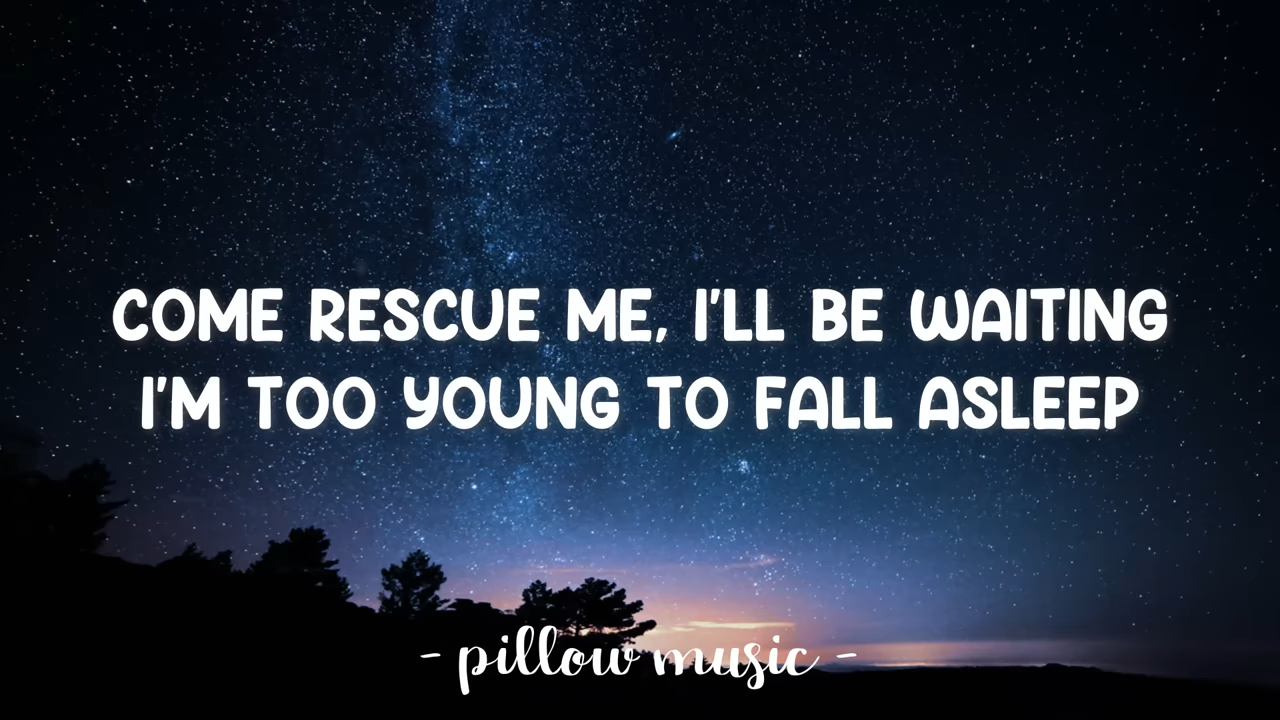 COME RESCUE ME, I'LL BE WAITING
I'M TOO YOUNG TO FALL ASLEEP
- pillow music -